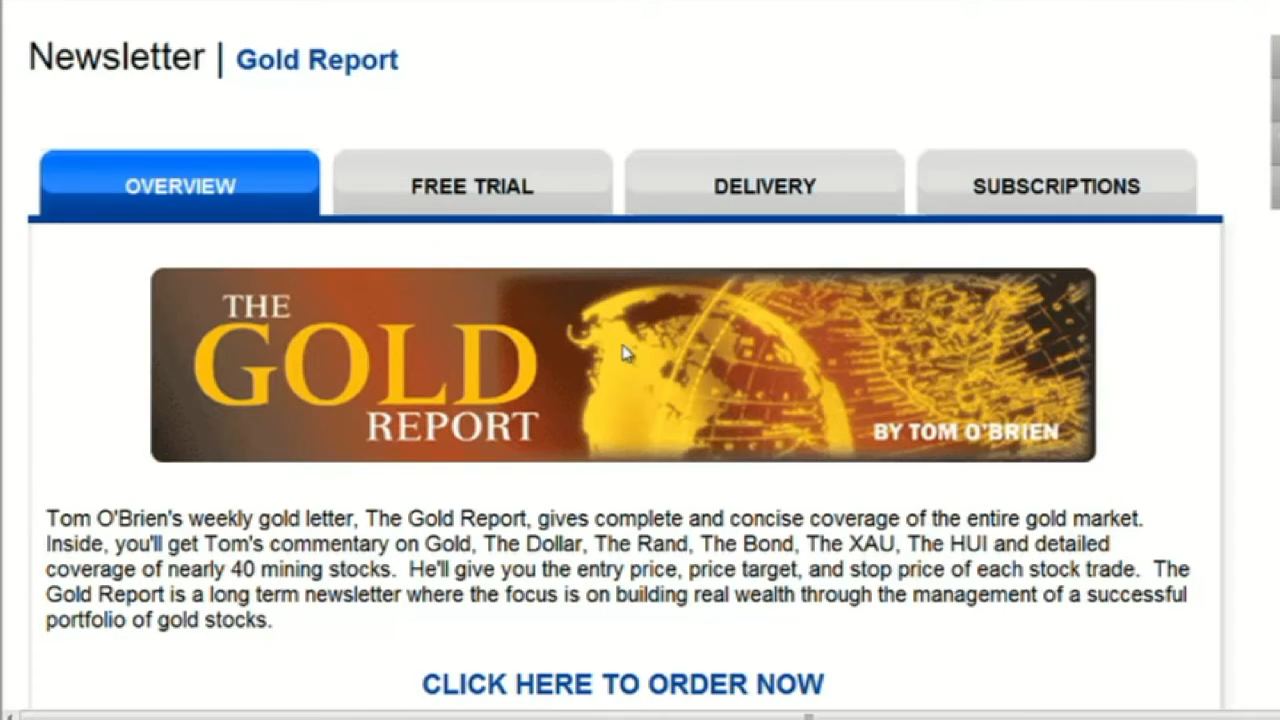 Newsletter | Gold Report
OVERVIEW
FREE TRIAL
DELIVERY
SUBSCRIPTIONS
THE
GOLD
REPORT
BY TOM O'BRIEN
Tom O'Brien's weekly gold letter, The Gold Report, gives complete and concise coverage of the entire gold market.
Inside, you'll get Tom's commentary on Gold, The Dollar, The Rand, The Bond, The XAU, The HUI and detailed
coverage of nearly 40 mining stocks.  He'll give you the entry price, price target, and stop price of each stock trade.  The
Gold Report is a long term newsletter where the focus is on building real wealth through the management of a successful
portfolio of gold stocks.
CLICK HERE TO ORDER NOW